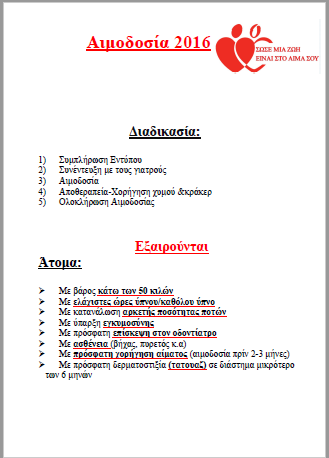 Αιμοδοσία 2016
ΣΩΣΕ ΜΙΑ ΖΩΗ
ΕΙΝΑΙ ΣΤΟ ΑΙΜΑ ΣΟΥ
Διαδικασία:
1) Συμπλήρωση Εντύπου
2) Συνέντευξη με τους γιατρούς
3) Αιμοδοσία
4) Αποθεραπεία-Χορήγηση χυμού &κράκερ
5) Ολοκλήρωση Αιμοδοσίας
Εξαιρούνται
Άτομα:
➢ Με βάρος κάτω των 50 κιλών
➢ Με ελάχιστες ώρες ύπνου/καθόλου ύπνο
➢ Με κατανάλωση αρκετής ποσότητας ποτών
➢ Με ύπαρξη εγκυμοσύνης
➢ Με πρόσφατη επίσκεψη στον οδοντίατρο
➢ Με ασθένεια (βήχας, πυρετός κ.α)
➢ Με πρόσφατη χορήγηση αίματος (αιμοδοσία πρίν 2-3 μήνες)
➢ Με πρόσφατη δερματοστιξία (τατουάζ) σε διάστημα μικρότερο
των 6 μηνών